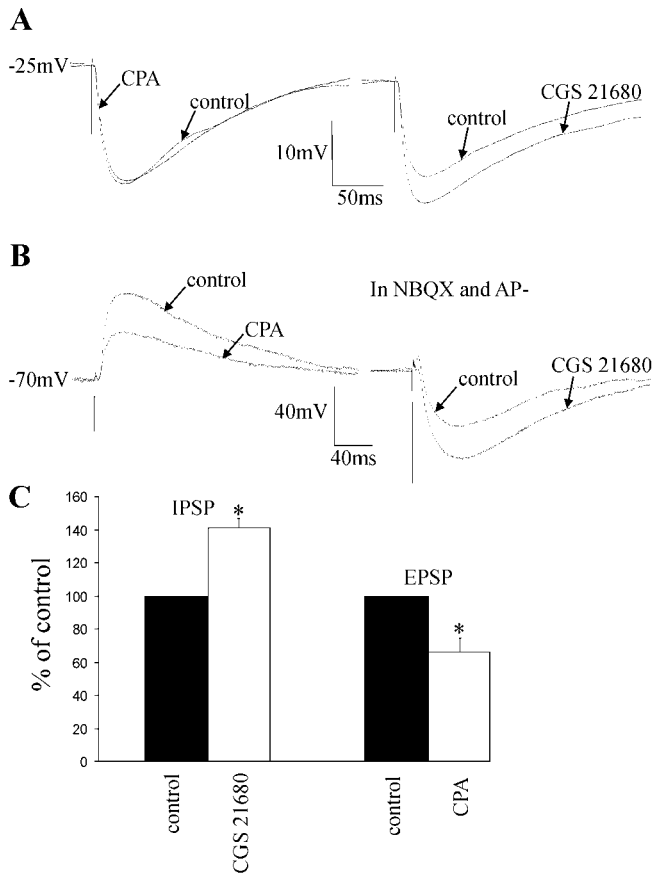 A
-25mV
CPA
control
10mV
50ms
control
CGS 21680
B
control
CPA
-70mV
40mV
40ms
In NBQX and AP-
control
CGS 21680
C
% of control
160
140
120
100
80
60
40
20
0
IPSP
*
EPSP
*
control
CGS 21680
control
CPA